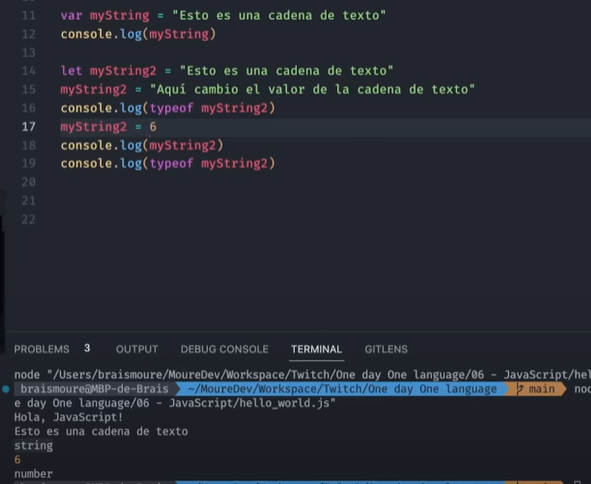 11 var myString = "Esto es una cadena de texto"
12 console.log(myString)
13
14 let myString2 = "Esto es una cadena de texto"
15 myString2 = "Aquí cambio el valor de la cadena de texto"
16 console.log(typeof myString2)
17 myString2 = 6
18 console.log(myString2)
19 console.log(typeof myString2)
20
21
22
PROBLEMS 3 OUTPUT DEBUG CONSOLE TERMINAL GITLENS
node "/Users/braismoure/MoureDev/Workspace/Twitch/One day One language/06 - JavaScript/hel
braismoure@MBP-de-Brais ~/MoureDev/Workspace/Twitch/One day One language main nod
e day One language/06 - JavaScript/hello_world.js"
Hola, JavaScript!
Esto es una cadena de texto
string
6
number